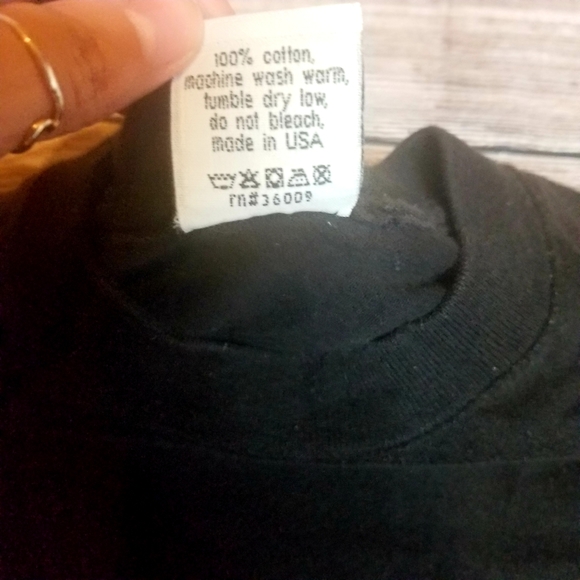 100% cotton,
machine wash warm,
tumble dry low,
do not bleach,
made in USA
rn#36009